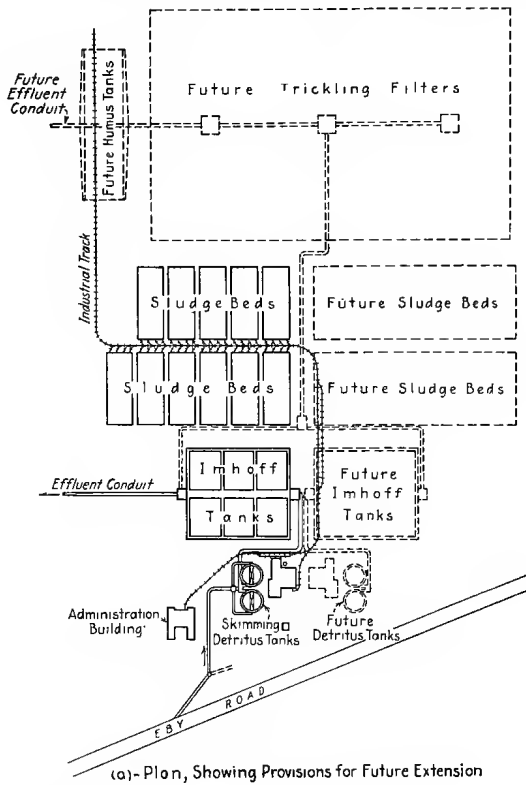 Future
Effluent
Conduit
Future Humus Tanks
Future Trickling Filters
Industrial Track
Sludge Beds
Future Sludge Beds
Sludge Beds
Future Sludge Beds
Effluent Conduit
Imhoff
Tanks
Future
Imhoff
Tanks
Administration
Building
Skimming
Detritus Tanks
Future
Detritus Tanks
EBY ROAD
(a)-Plan, Showing Provisions for Future Extension